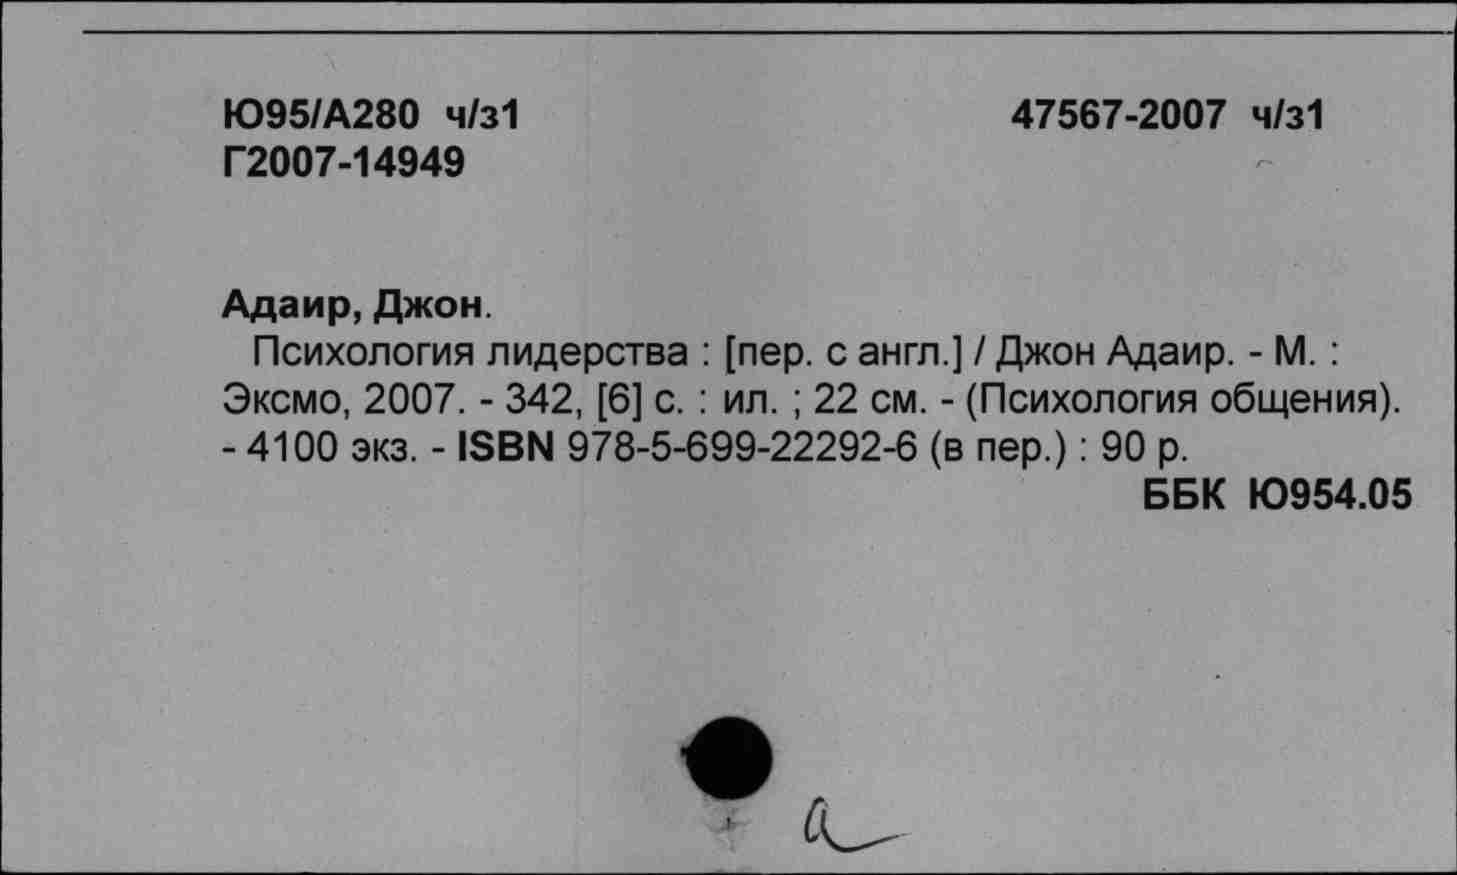 Ю95/А280 ч/з1 47567-2007 ч/з1
Г2007-14949
Адаир, Джон.
Психология лидерства : [пер. с англ.] / Джон Адаир. - М. :
Эксмо, 2007. - 342, [6] с. : ил. ; 22 см. - (Психология общения).
- 4100 экз. - ISBN 978-5-699-22292-6 (в пер.) : 90 р.
ББК Ю954.05